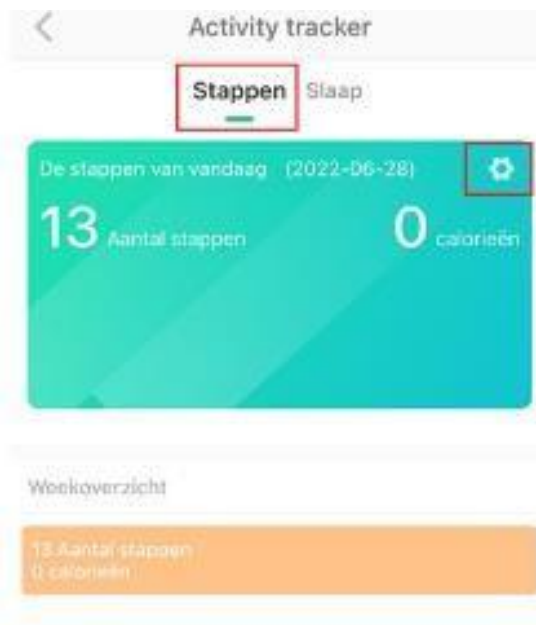 Activity tracker
Stappen Slaap
De stappen van vandaag (2022-06-28)
13 Aantal stappen 0 calorieën
Weekoverzicht
13 Aantal stappen
0 calorieën